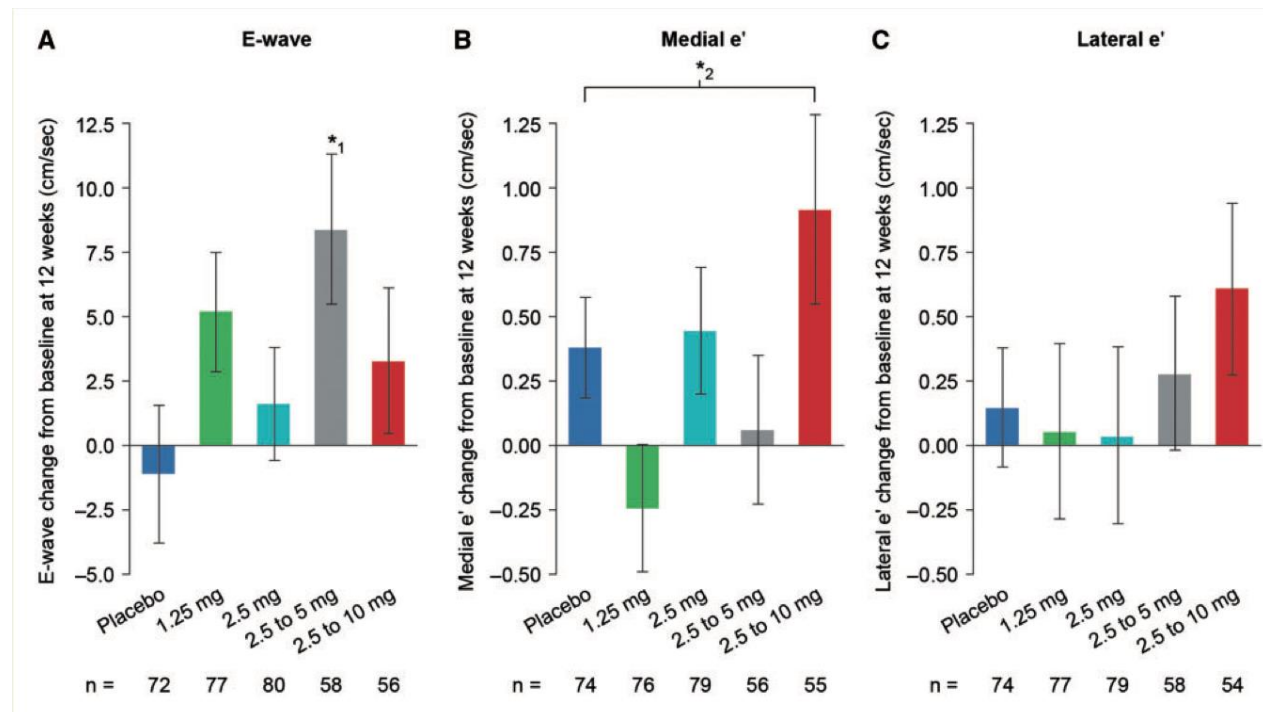 A E-wave
E-wave change from baseline at 12 weeks (cm/sec)
12.5
10.0
7.5
5.0
2.5
0.0
–2.5
–5.0
*1
Placebo
1.25 mg
2.5 mg
2.5 to 5 mg
2.5 to 10 mg
n = 72 77 80 58 56
B Medial e'
*2
Medial e' change from baseline at 12 weeks (cm/sec)
1.25
1.00
0.75
0.50
0.25
0.00
–0.25
–0.50
Placebo
1.25 mg
2.5 mg
2.5 to 5 mg
2.5 to 10 mg
n = 74 76 79 56 55
C Lateral e'
Lateral e' change from baseline at 12 weeks (cm/sec)
1.25
1.00
0.75
0.50
0.25
0.00
–0.25
–0.50
Placebo
1.25 mg
2.5 mg
2.5 to 5 mg
2.5 to 10 mg
n = 74 77 79 58 54